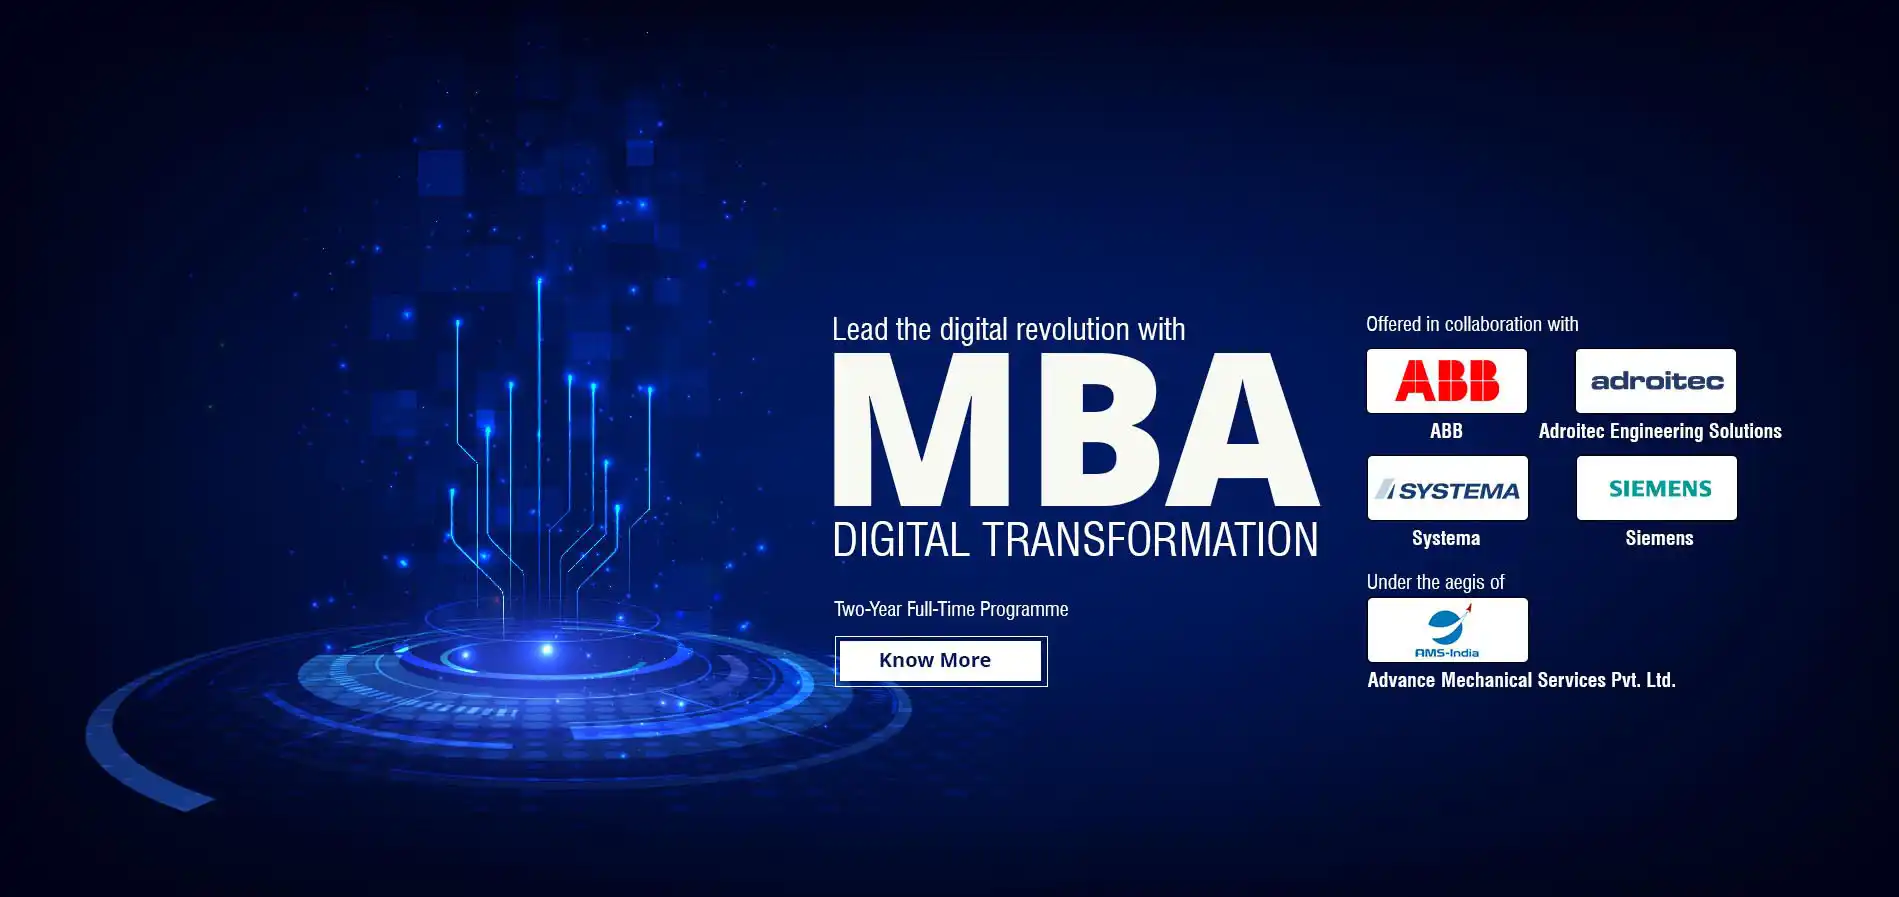 Lead the digital revolution with
MBA
DIGITAL TRANSFORMATION
Two-Year Full-Time Programme
Know More
Offered in collaboration with
ABB
adroitec
ABB
Adroitec Engineering Solutions
SYSTEMA
SIEMENS
Systema
Siemens
Under the aegis of
AMS-India
Advance Mechanical Services Pvt. Ltd.